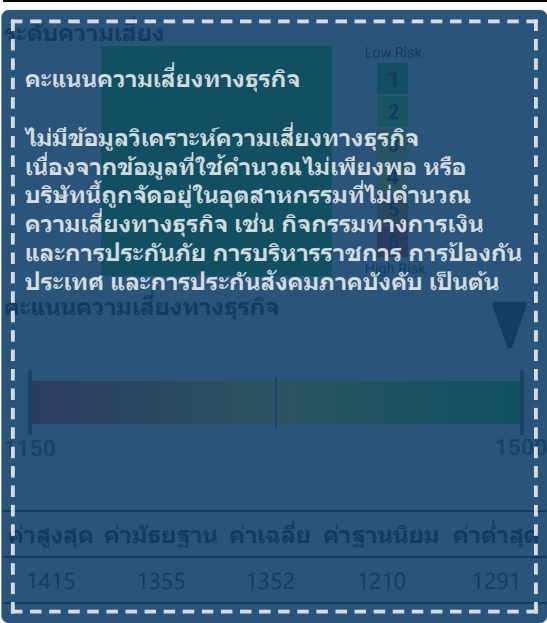 ระดับความเสี่ยง
Low Risk
คะแนนความเสี่ยงทางธุรกิจ
1
2
ไม่มีข้อมูลวิเคราะห์ความเสี่ยงทางธุรกิจ
เนื่องจากข้อมูลที่ใช้คำนวณไม่เพียงพอ หรือ
บริษัทนี้ถูกจัดอยู่ในอุตสาหกรรมที่ไม่คำนวณ
ความเสี่ยงทางธุรกิจ เช่น กิจกรรมทางการเงิน
และการประกันภัย การบริหารราชการ การป้องกัน
ประเทศ และการประกันสังคมภาคบังคับ เป็นต้น
High Risk
คะแนนความเสี่ยงทางธุรกิจ
1150 1500
ค่าสูงสุด ค่ามัธยฐาน ค่าเฉลี่ย ค่าฐานนิยม ค่าต่ำสุด
1415 1355 1352 1210 1291